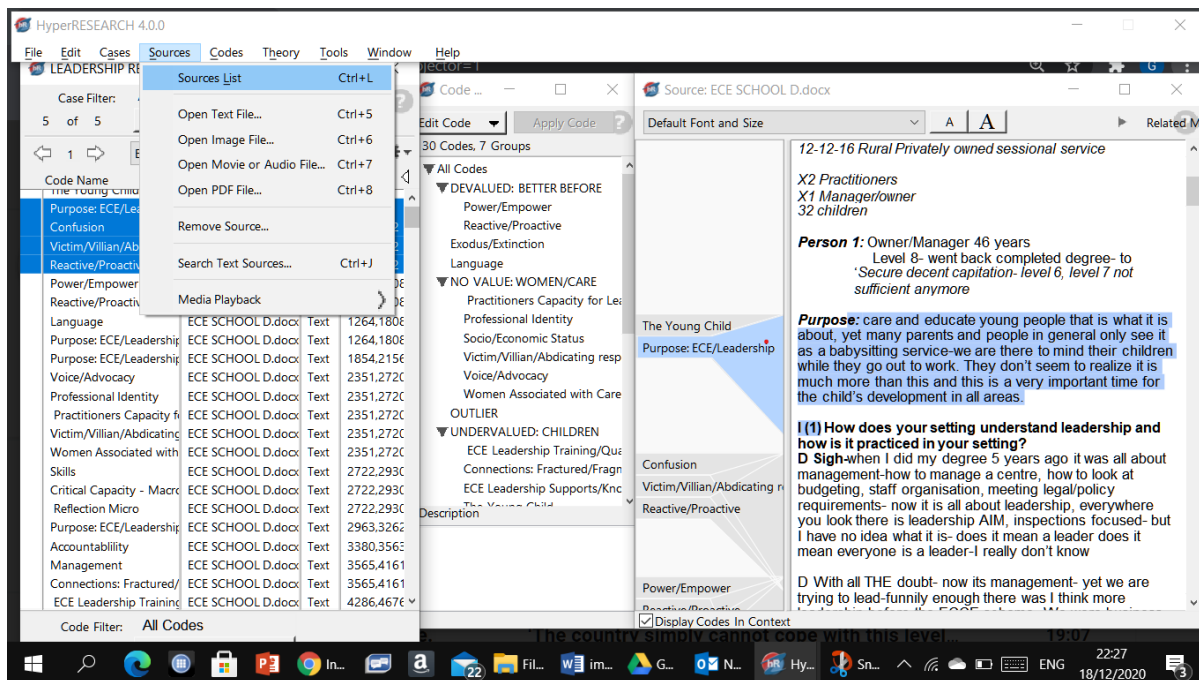 HyperRESEARCH 4.0.0
File Edit Cases Sources Codes Theory Tools Window Help
LEADERSHIP RE
Case Filter:
5 of 5
1
Code Name
Sources List Ctrl+L
Open Text File... Ctrl+5
Open Image File... Ctrl+6
Open Movie or Audio File... Ctrl+7
Open PDF File... Ctrl+8
Remove Source...
Search Text Sources... Ctrl+J
Media Playback
The Young Child
Purpose: ECE/Lea
Confusion
Victim/Villian/Ab
Reactive/Proactiv
Power/Empower
Reactive/Proactiv
Language ECE SCHOOL D.docx Text 1264,1808
Purpose: ECE/Leadership ECE SCHOOL D.docx Text 1264,1808
Purpose: ECE/Leadership ECE SCHOOL D.docx Text 1854,2156
Voice/Advocacy ECE SCHOOL D.docx Text 2351,2720
Professional Identity ECE SCHOOL D.docx Text 2351,2720
Practitioners Capacity fo ECE SCHOOL D.docx Text 2351,2720
Victim/Villian/Abdicating ECE SCHOOL D.docx Text 2351,2720
Women Associated with ECE SCHOOL D.docx Text 2351,2720
Skills ECE SCHOOL D.docx Text 2722,2930
Critical Capacity - Macro ECE SCHOOL D.docx Text 2722,2930
Reflection Micro ECE SCHOOL D.docx Text 2722,2930
Purpose: ECE/Leadership ECE SCHOOL D.docx Text 2963,3262
Accountablility ECE SCHOOL D.docx Text 3380,3563
Management ECE SCHOOL D.docx Text 3565,4161
Connections: Fractured/ ECE SCHOOL D.docx Text 3565,4161
ECE Leadership Training ECE SCHOOL D.docx Text 4286,4676
Code Filter: All Codes
jector=1
Code ...
Edit Code Apply Code ?
30 Codes, 7 Groups
All Codes
DEVALUED: BETTER BEFORE
Power/Empower
Reactive/Proactive
Exodus/Extinction
Language
NO VALUE: WOMEN/CARE
Practitioners Capacity for Lea
Professional Identity
Socio/Economic Status
Victim/Villian/Abdicating resp
Voice/Advocacy
Women Associated with Care
OUTLIER
UNDERVALUED: CHILDREN
ECE Leadership Training/Qua
Connections: Fractured/Fragn
ECE Leadership Supports/Knc
The Young Child
Description
Source: ECE SCHOOL D.docx
Default Font and Size A A Related M
The Young Child
Purpose: ECE/Leadership
Confusion
Victim/Villian/Abdicating re
Reactive/Proactive
Power/Empower
Reactive/Proactive
12-12-16 Rural Privately owned sessional service
X2 Practitioners
X1 Manager/owner
32 children
Person 1: Owner/Manager 46 years
Level 8- went back completed degree- to
‘Secure decent capitation- level 6, level 7 not
sufficient anymore
Purpose: care and educate young people that is what it is
about, yet many parents and people in general only see it
as a babysitting service-we are there to mind their children
while they go out to work. They don’t seem to realize it is
much more than this and this is a very important time for
the child’s development in all areas.
I (1) How does your setting understand leadership and
how is it practiced in your setting?
D Sigh-when I did my degree 5 years ago it was all about
management-how to manage a centre, how to look at
budgeting, staff organisation, meeting legal/policy
requirements- now it is all about leadership, everywhere
you look there is leadership AIM, inspections focused- but
I have no idea what it is- does it mean a leader does it
mean everyone is a leader-I really don’t know
D With all THE doubt- now its management- yet we are
trying to lead-funnily enough there was I think more
Display Codes In Context
'The country simply cannot cope with this level... 19:07
In... 22 Fil... im... G... N... Hy... Sn... ENG
22:27
18/12/2020
3